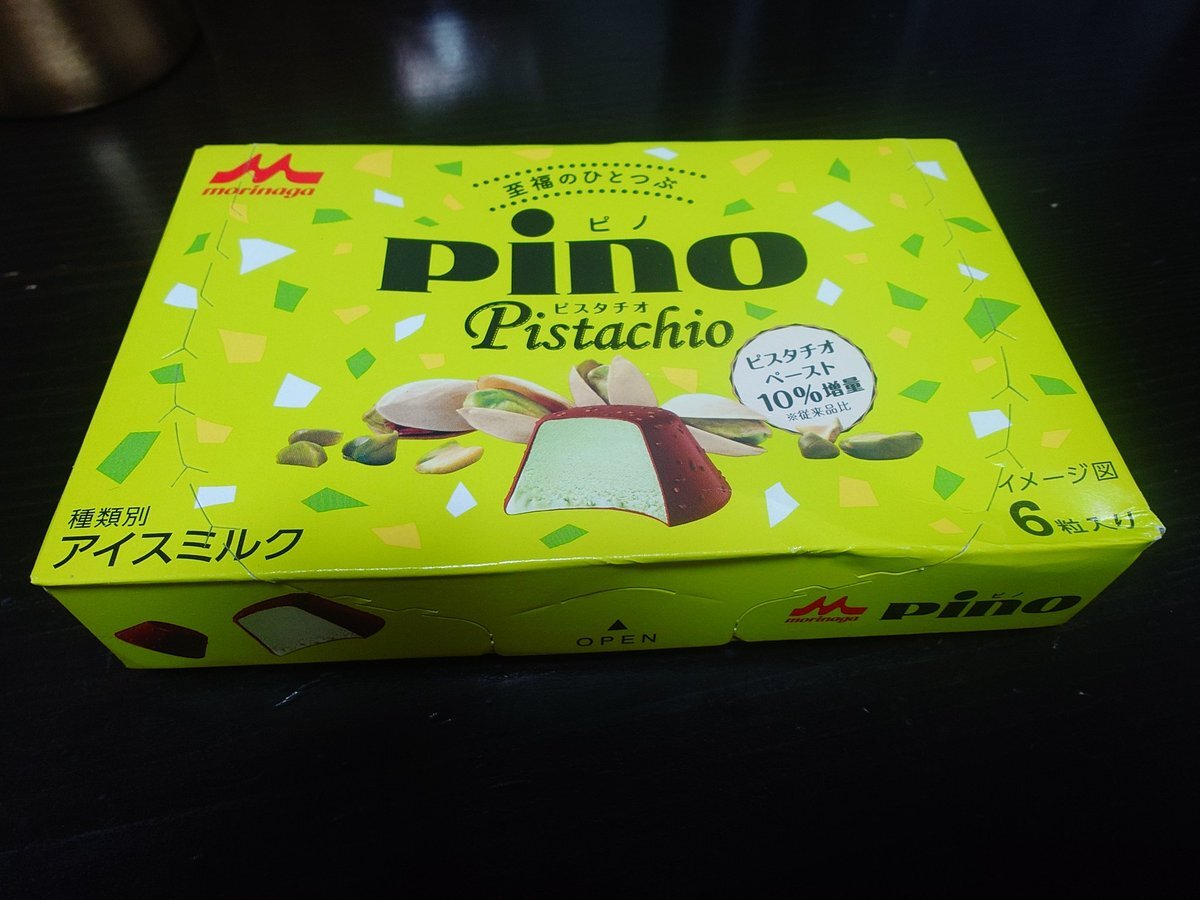 morinaga
至福のひとつぶ
ピノ
pino
ピスタチオ
Pistachio
ピスタチオ
ペースト
10%増量
※従来品比
種類別
アイスミルク
イメージ図
6粒入り
OPEN
morinaga
ピノ
pino